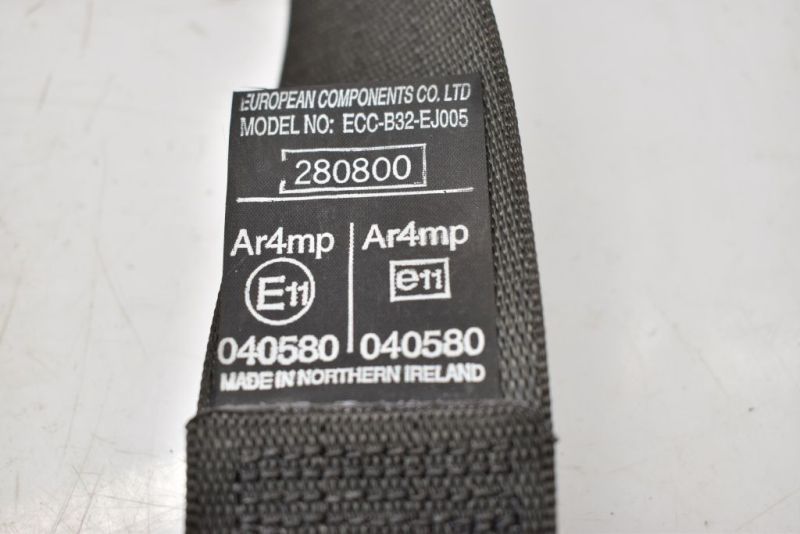 EUROPEAN COMPONENTS CO. LTD
MODEL NO: ECC-B32-EJ005
280800
Ar4mp Ar4mp
E11 e11
040580 040580
MADE IN NORTHERN IRELAND